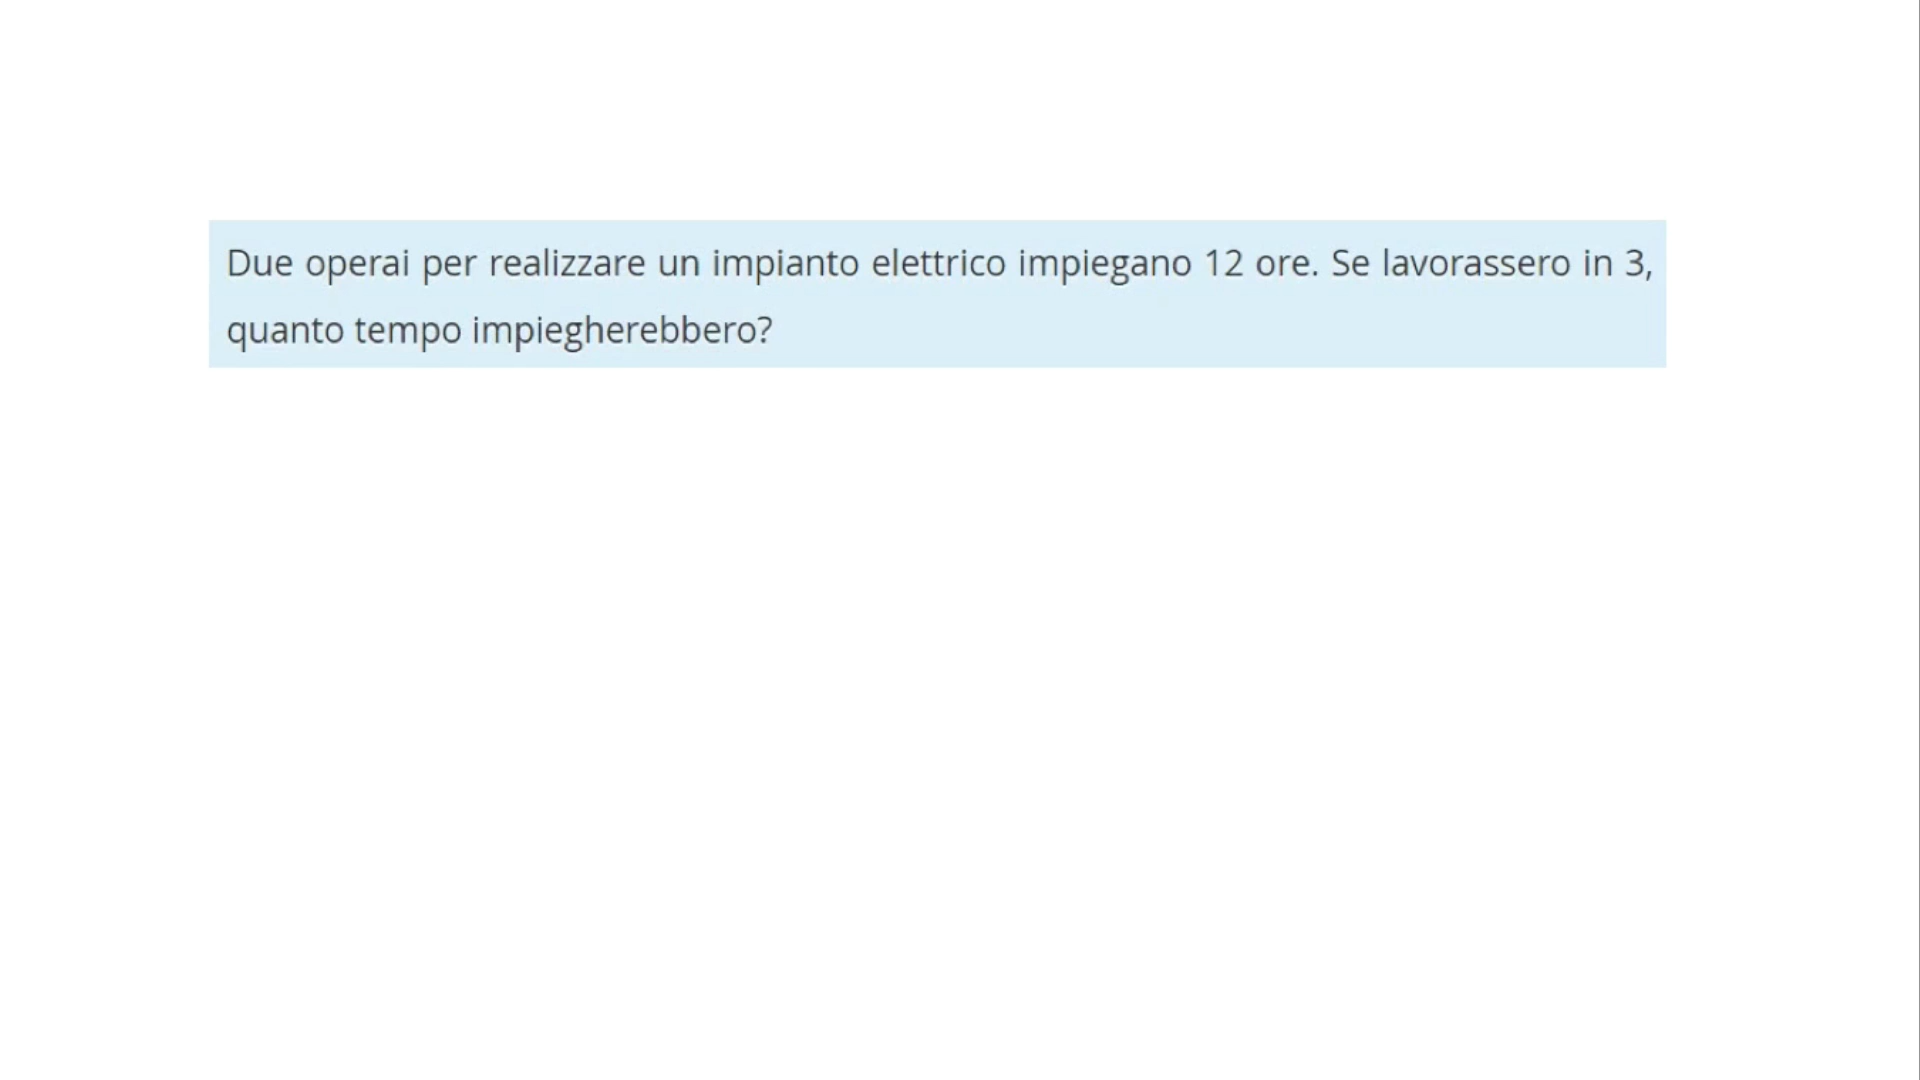 Due operai per realizzare un impianto elettrico impiegano 12 ore. Se lavorassero in 3,
quanto tempo impiegherebbero?